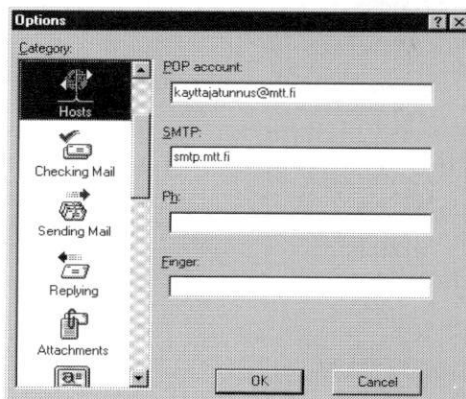 Options
Category:
Hosts
Checking Mail
Sending Mail
Replying
Attachments
POP account:
kayttajatunnus@mtt.fi
SMTP:
smtp.mtt.fi
Ph:
Finger:
OK
Cancel